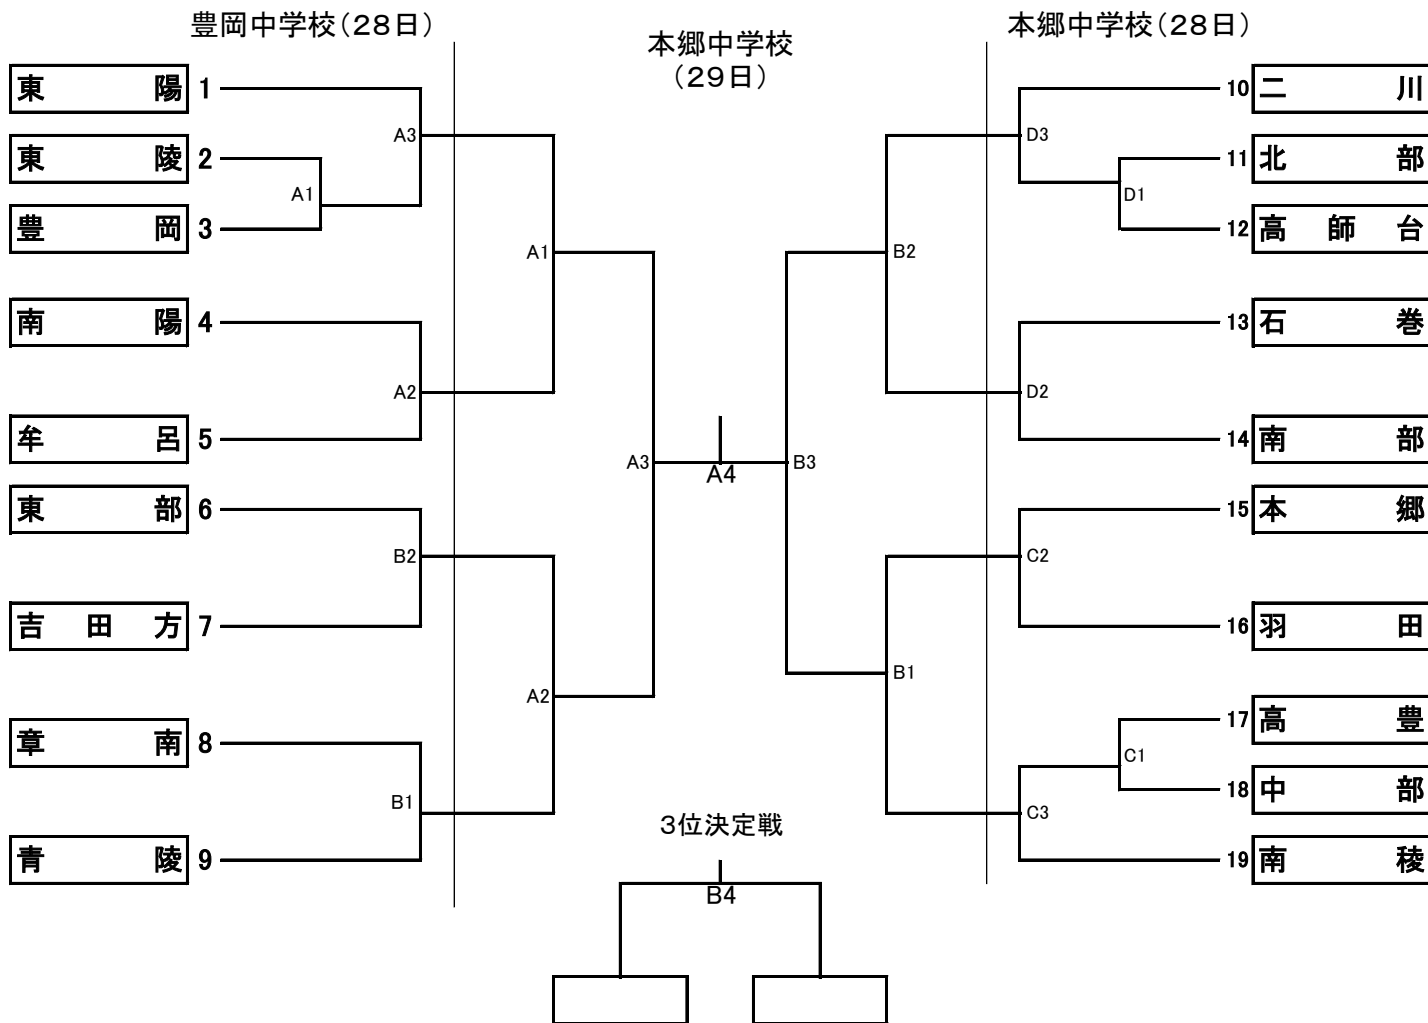 豊岡中学校(28日)
本郷中学校
(29日)
本郷中学校(28日)
東陽 1
東陵 2
豊岡 3
南陽 4
牟呂 5
東部 6
吉田方 7
章南 8
青陵 9
A3
A1
A2
B2
B1
A1
A2
A3
A4
B3
B2
B1
D3
D1
D2
C2
C1
C3
10 二川
11 北部
12 高師台
13 石巻
14 南部
15 本郷
16 羽田
17 高豊
18 中部
19 南稜
3位決定戦
B4